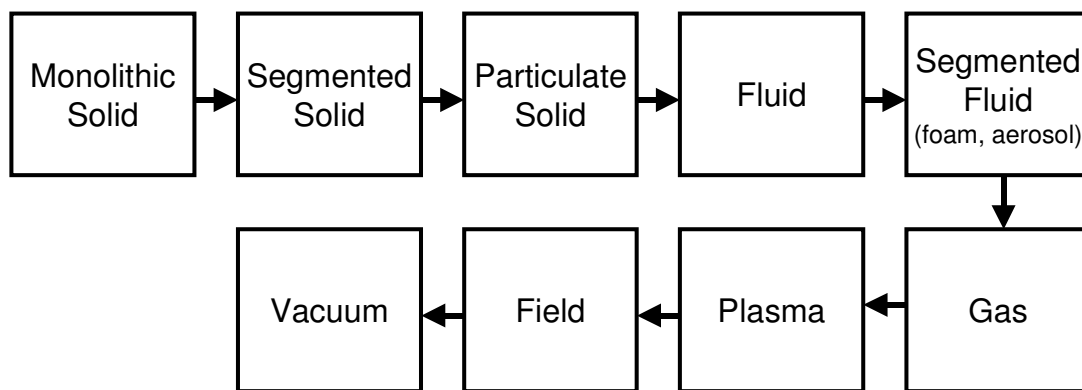 Monolithic
Solid
Segmented
Solid
Particulate
Solid
Fluid
Segmented
Fluid
(foam, aerosol)
Vacuum
Field
Plasma
Gas